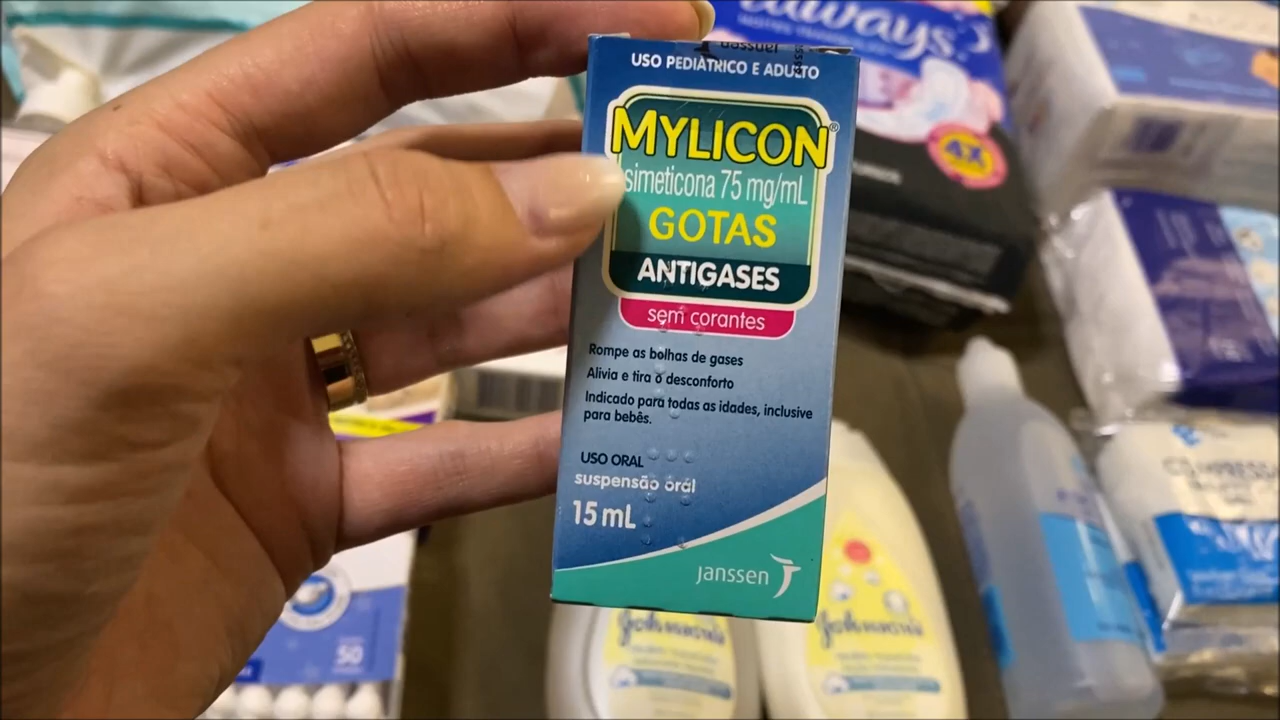 always
USO PEDIÁTRICO E ADULTO
MYLICON®
simeticona 75 mg/mL
4X
GOTAS
ANTIGASES
sem corantes
Rompe as bolhas de gases
Alivia e tira o desconforto
Indicado para todas as idades, inclusive
para bebês.
USO ORAL
suspensão oral
15 mL
Janssen
Johnson's
Johnson's
50